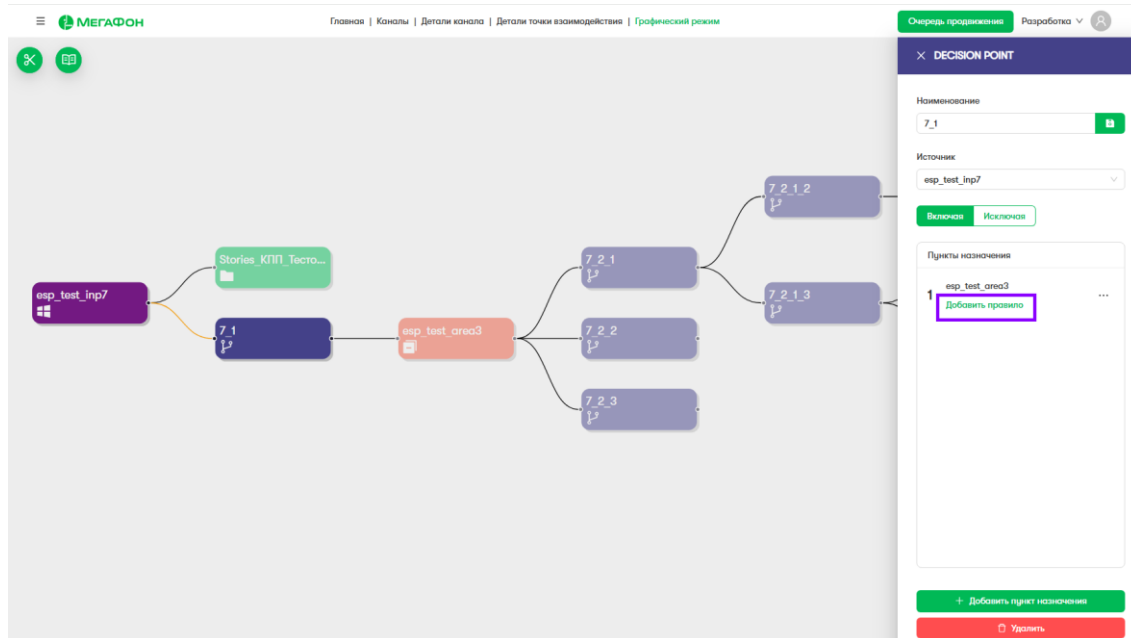 МЕГАФОН
Главная | Каналы | Детали канала | Детали точки взаимодействия | Графический режим
Очередь продвижения
Разработка
DECISION POINT
Наименование
7_1
Источник
esp_test_inp7
Включая
Исключая
Пункты назначения
1
esp_test_area3
...
Добавить правило
+ Добавить пункт назначения
Удалить
esp_test_inp7
Stories_КПП_Тесто...
7_1
esp_test_area3
7_2_1
7_2_2
7_2_3
7_2_1_2
7_2_1_3